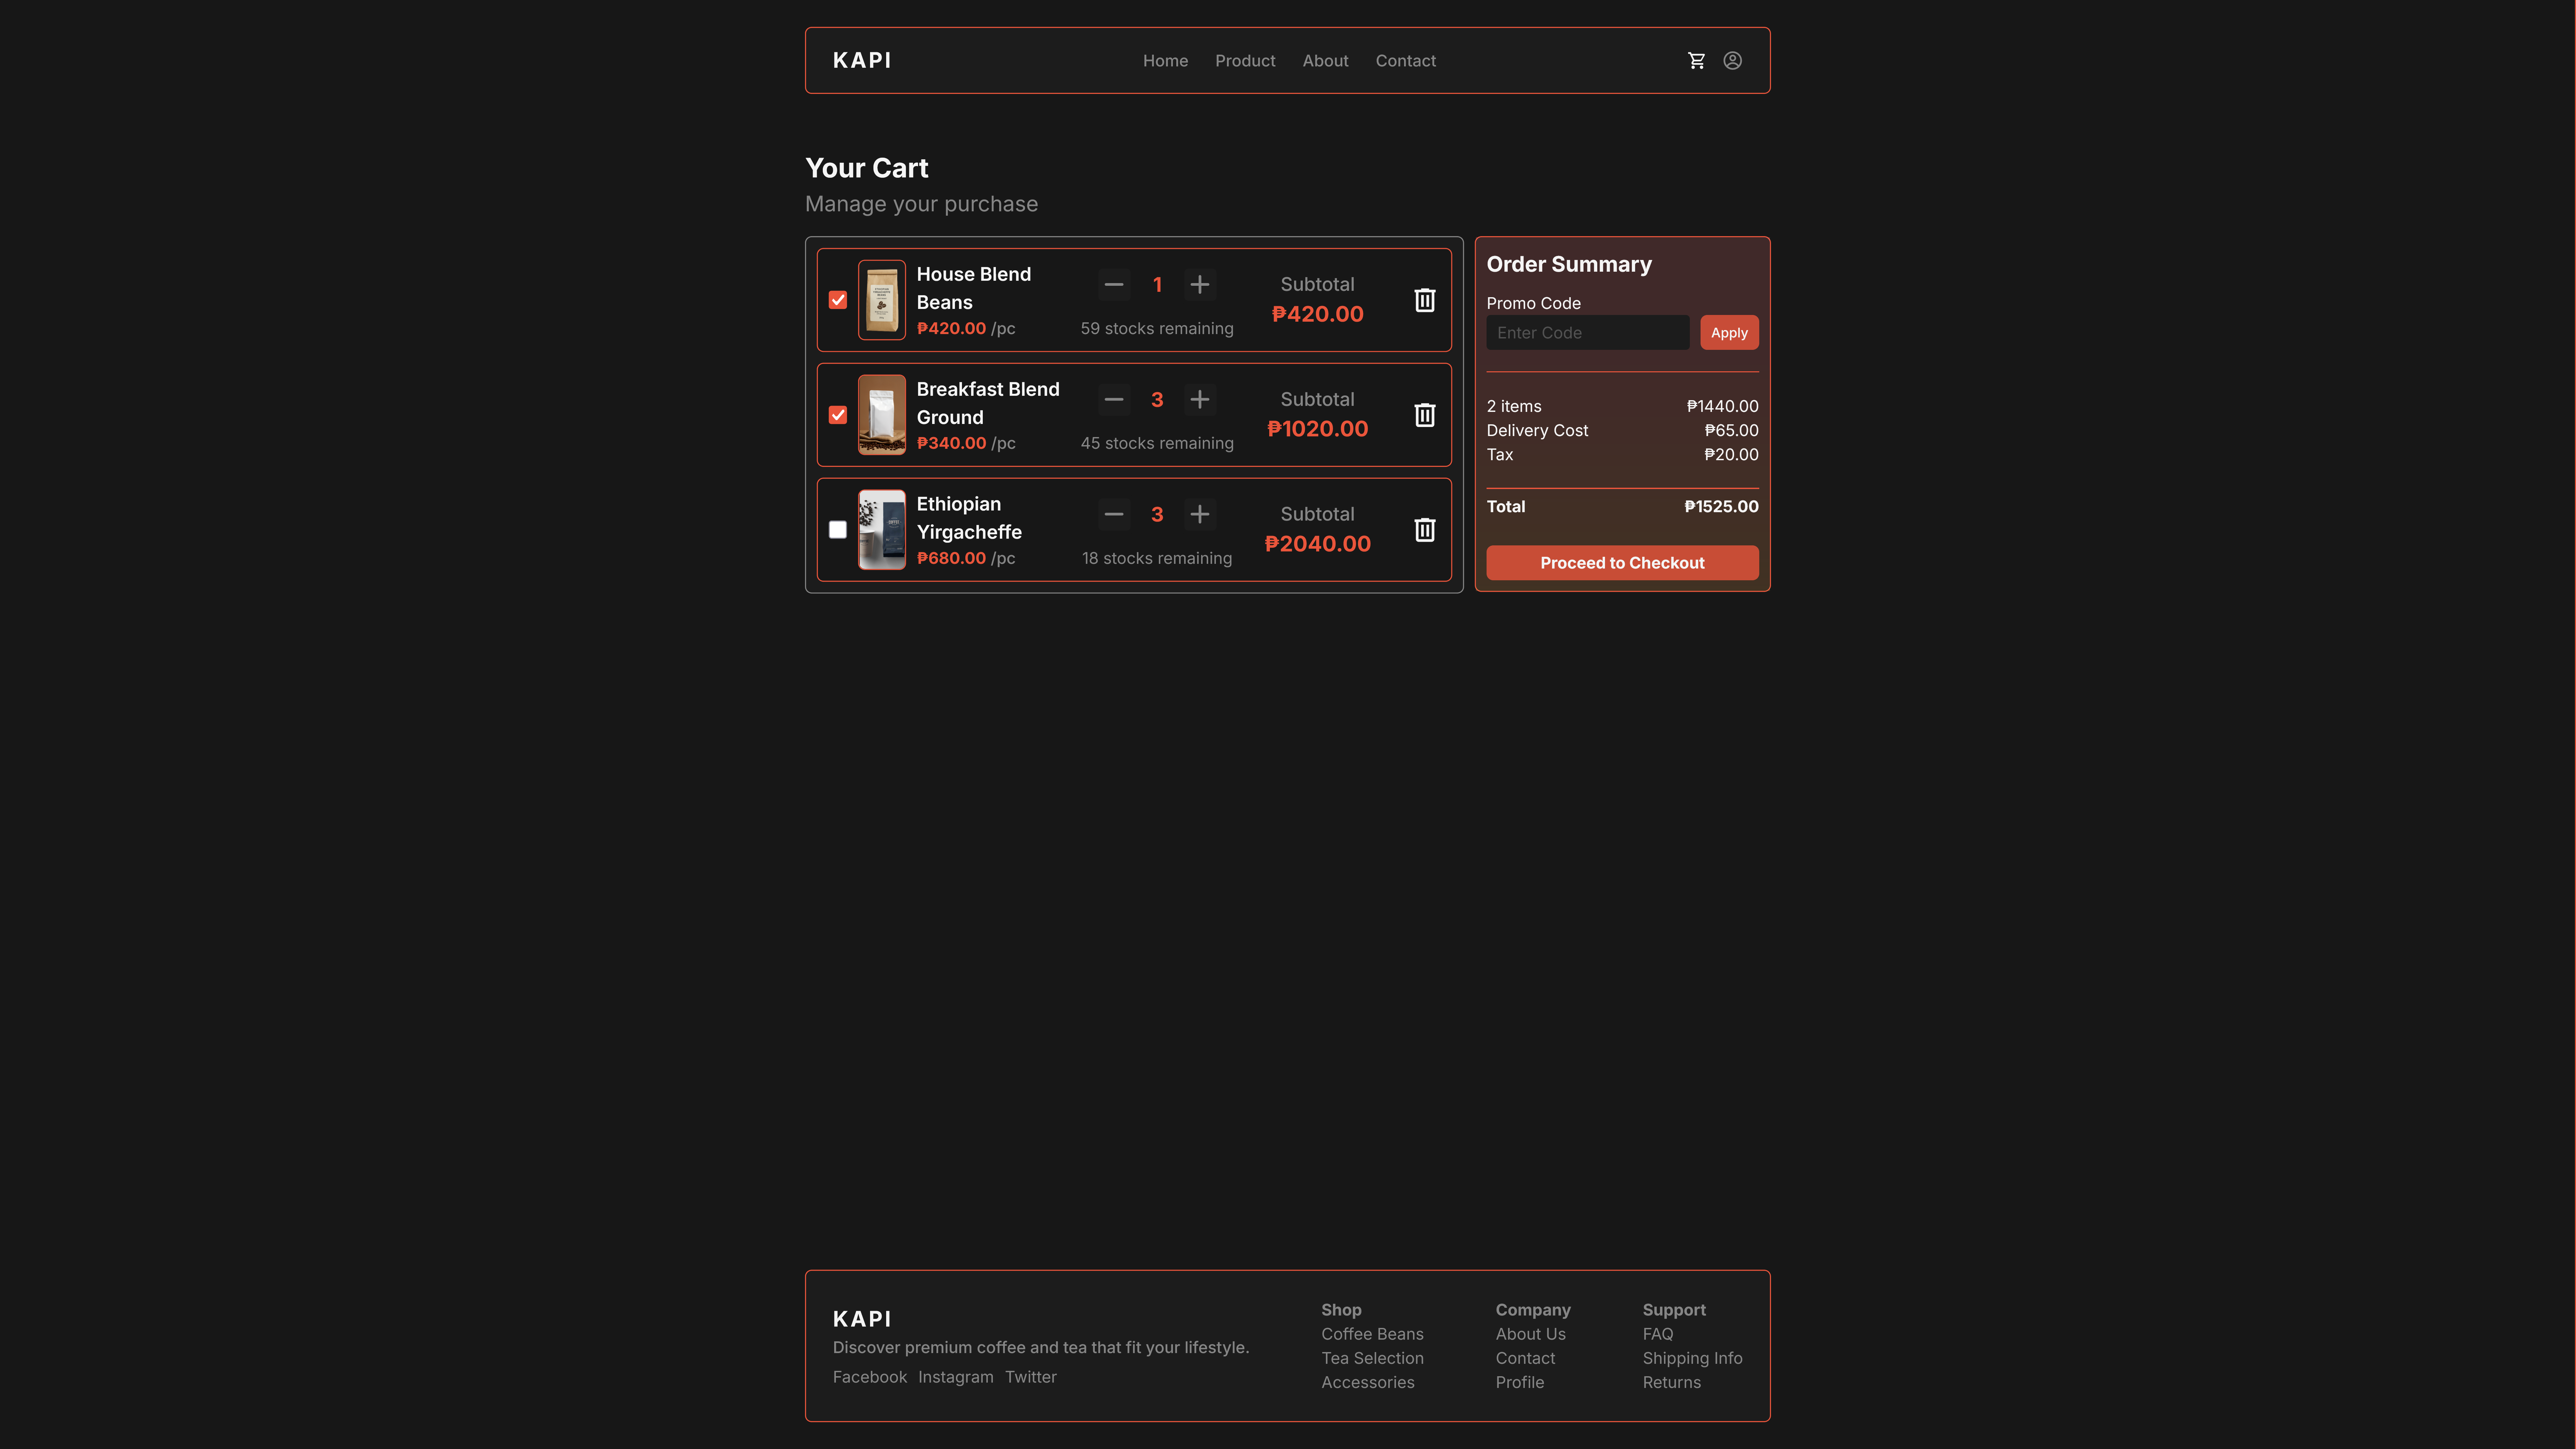 KAPI
Home Product About Contact
Your Cart
Manage your purchase
House Blend
Beans
₱420.00 /pc
1
59 stocks remaining
Subtotal
₱420.00
Breakfast Blend
Ground
₱340.00 /pc
3
45 stocks remaining
Subtotal
₱1020.00
Ethiopian
Yirgacheffe
₱680.00 /pc
3
18 stocks remaining
Subtotal
₱2040.00
Order Summary
Promo Code
Enter Code
Apply
2 items ₱1440.00
Delivery Cost ₱65.00
Tax ₱20.00
Total ₱1525.00
Proceed to Checkout
KAPI
Discover premium coffee and tea that fit your lifestyle.
Facebook Instagram Twitter
Shop
Coffee Beans
Tea Selection
Accessories
Company
About Us
Contact
Profile
Support
FAQ
Shipping Info
Returns